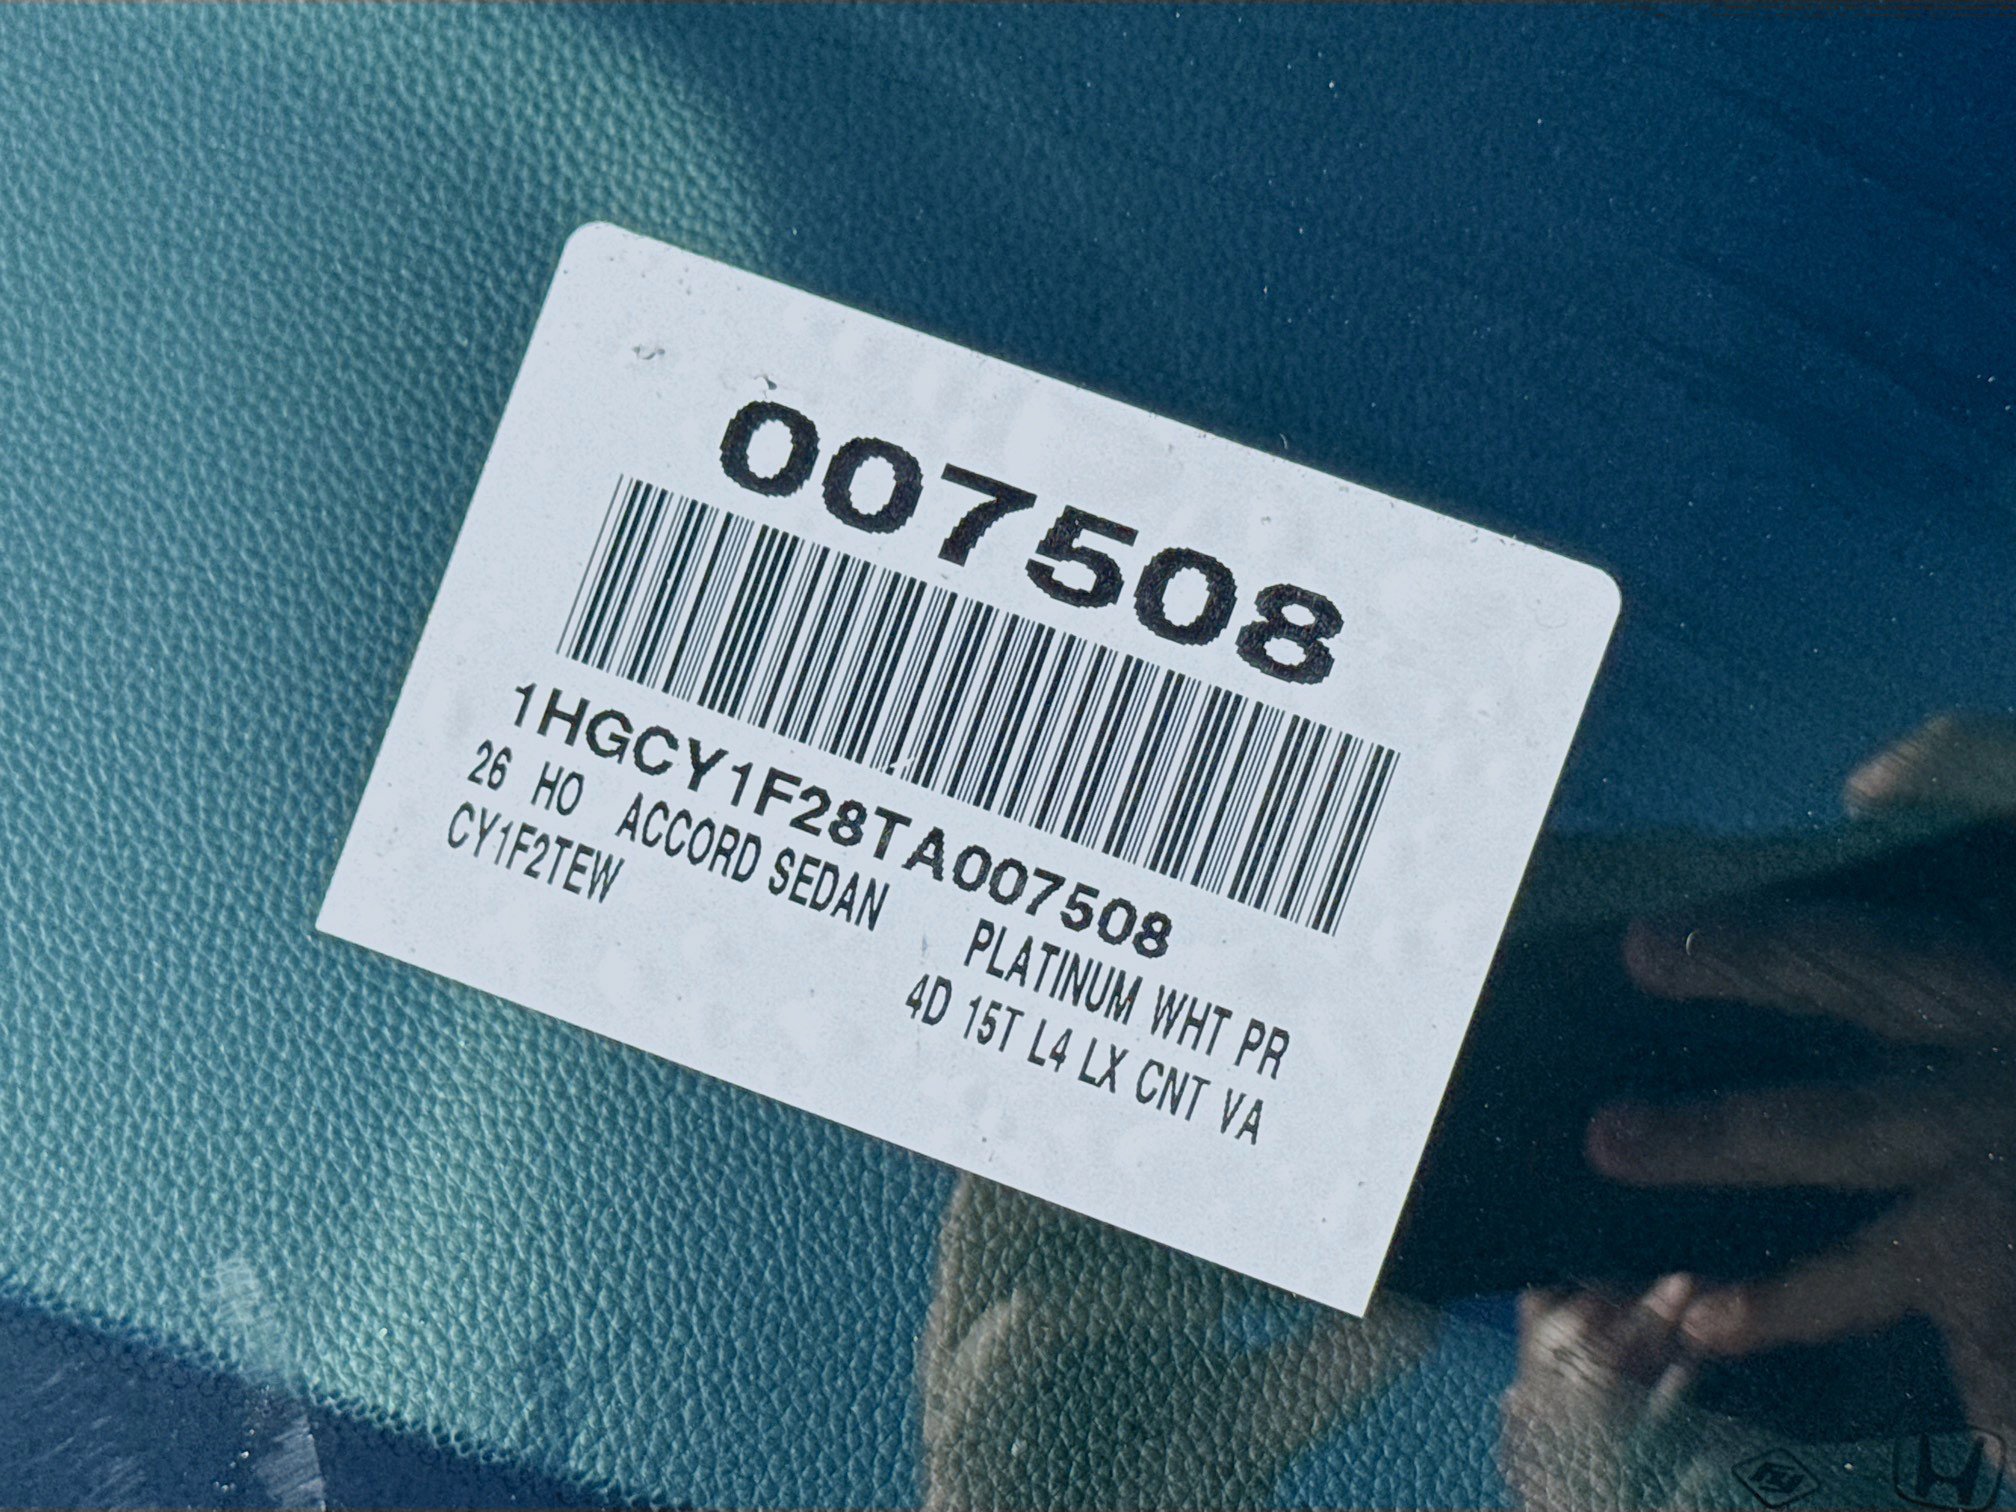 007508
1HGCY1F28TA007508
26 HO ACCORD SEDAN PLATINUM WHT PR
CY1F2TEW 4D 15T L4 LX CNT VA